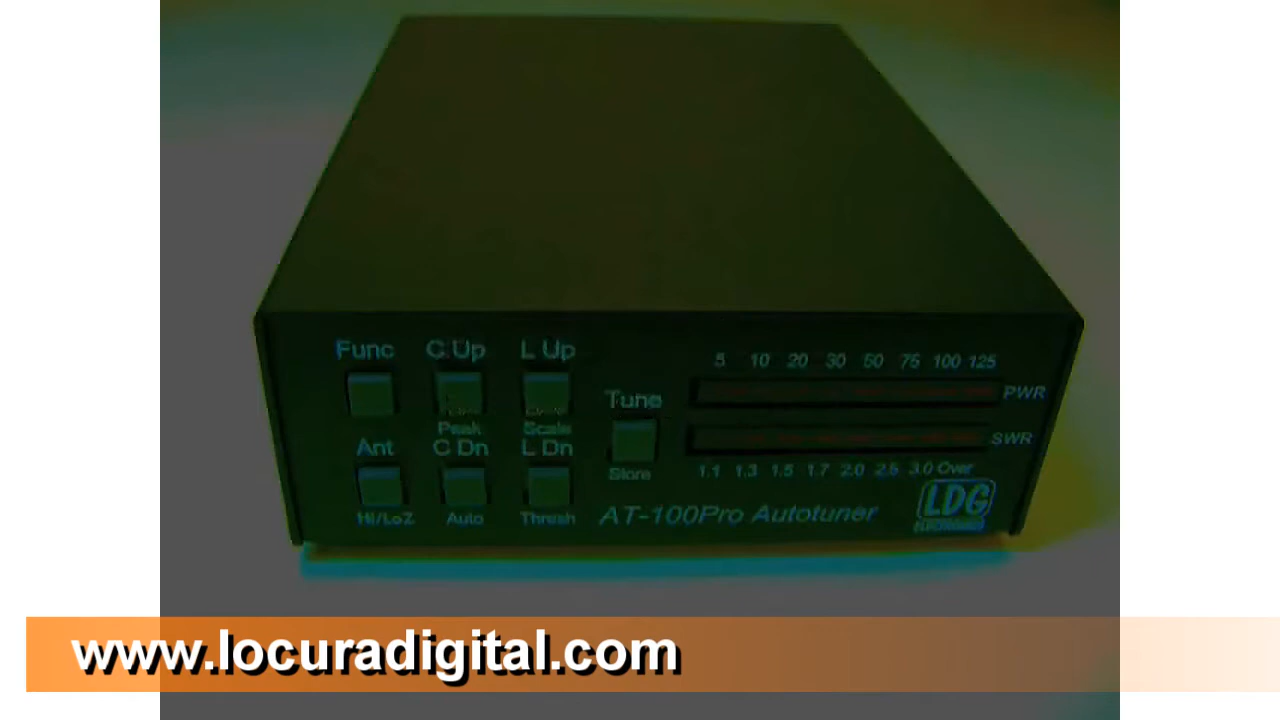 Func C Up L Up
5 10 20 30 50 75 100 125
PWR
Tune
Peak Scale
Ant C Dn L Dn
SWR
Store
1.1 1.3 1.5 1.7 2.0 2.5 3.0 Over
Hi/LoZ Auto Thresh
AT-100Pro Autotuner
LDG
ELECTRONICS
www.locuradigital.com